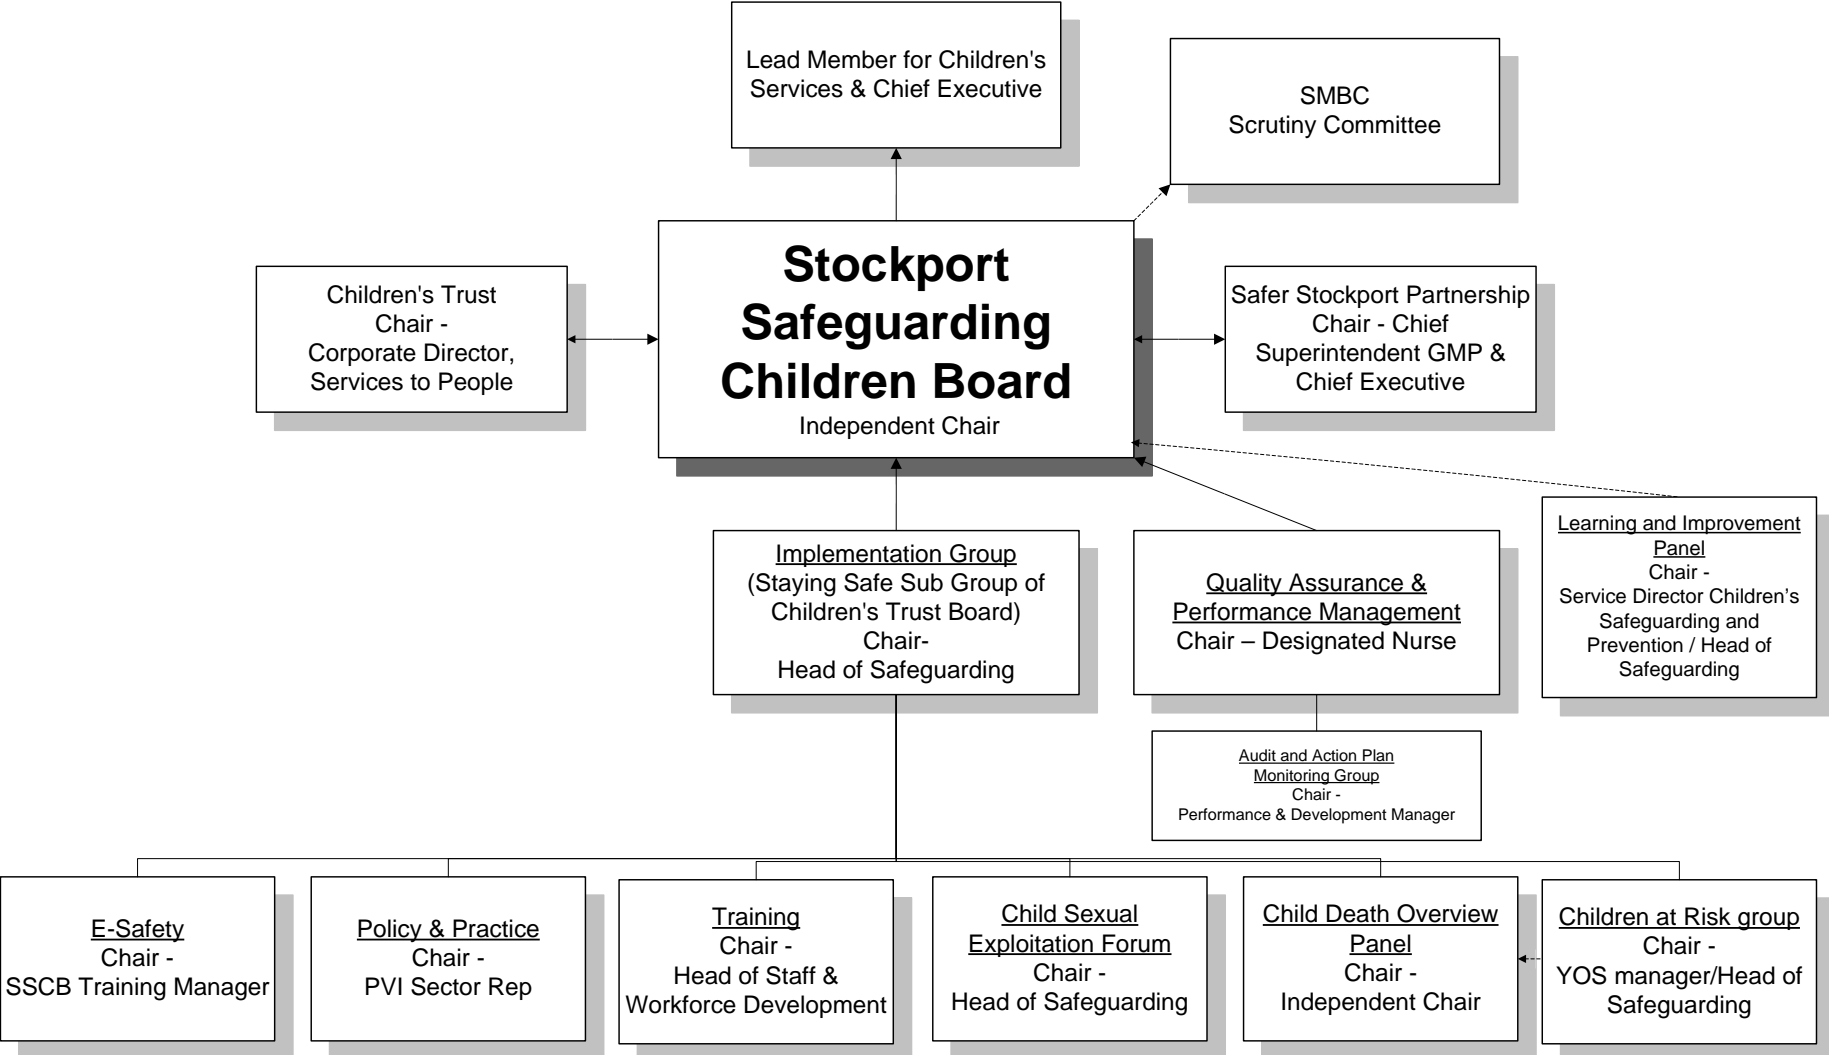 Lead Member for Children's
Services & Chief Executive
SMBC
Scrutiny Committee
Stockport
Safeguarding
Children Board
Independent Chair
Children's Trust
Chair -
Corporate Director,
Services to People
Safer Stockport Partnership
Chair - Chief
Superintendent GMP &
Chief Executive
Implementation Group
(Staying Safe Sub Group of
Children's Trust Board)
Chair-
Head of Safeguarding
Quality Assurance &
Performance Management
Chair – Designated Nurse
Learning and Improvement
Panel
Chair -
Service Director Children’s
Safeguarding and
Prevention / Head of
Safeguarding
Audit and Action Plan
Monitoring Group
Chair -
Performance & Development Manager
E-Safety
Chair -
SSCB Training Manager
Policy & Practice
Chair -
PVI Sector Rep
Training
Chair -
Head of Staff &
Workforce Development
Child Sexual
Exploitation Forum
Chair -
Head of Safeguarding
Child Death Overview
Panel
Chair -
Independent Chair
Children at Risk group
Chair -
YOS manager/Head of
Safeguarding